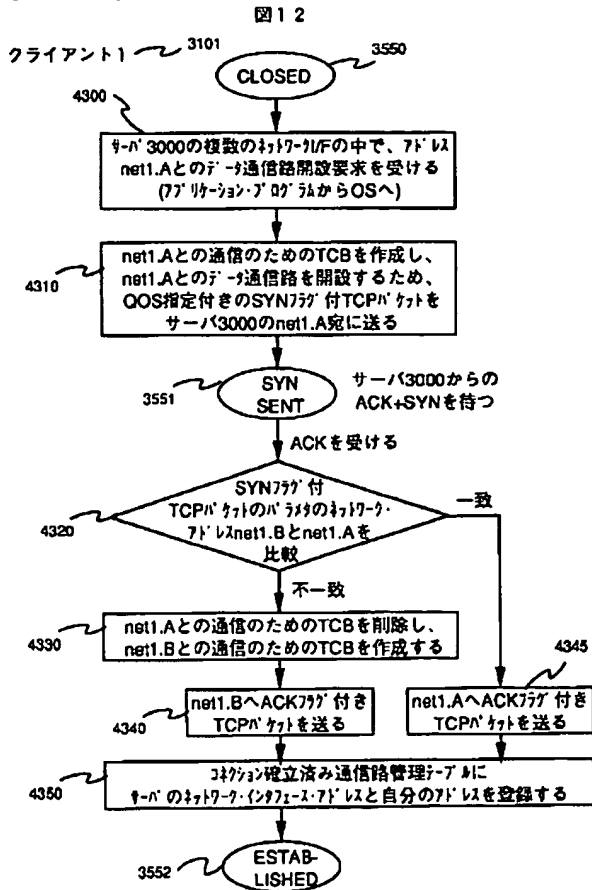 図12
クライアント1 3101
3550
CLOSED
4300
サーバ3000の複数のネットワークI/Fの中で、アドレス
net1.Aとのデータ通信路開設要求を受ける
(アプリケーション・プログラムからOSへ)
4310
net1.Aとの通信のためのTCBを作成し、
net1.Aとのデータ通信路を開設するため、
QOS指定付きのSYNフラグ付TCPパケットを
サーバ3000のnet1.A宛に送る
3551
SYN
SENT
サーバ3000からの
ACK+SYNを待つ
ACKを受ける
4320
SYNフラグ付
TCPパケットのパラメタのネットワーク・
アドレスnet1.Bとnet1.Aを
比較
一致
不一致
4330
net1.Aとの通信のためのTCBを削除し、
net1.Bとの通信のためのTCBを作成する
4345
4340
net1.BへACKフラグ付き
TCPパケットを送る
net1.AへACKフラグ付き
TCPパケットを送る
4350
コネクション確立済み通信路管理テーブルに
サーバのネットワーク・インタフェース・アドレスと自分のアドレスを登録する
3552
ESTAB-
LISHED